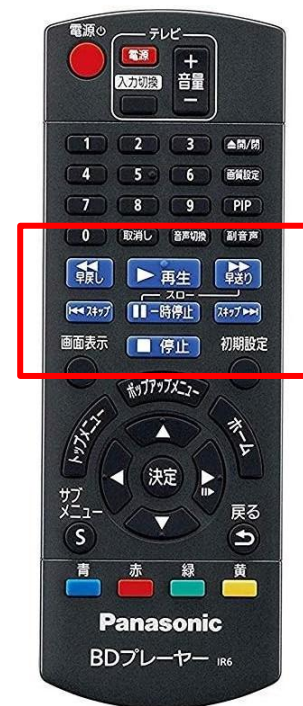 電源 テレビ
電源
入力切換 + 音量 −
1 2 3 ▲開/閉
4 5 6 画質設定
7 8 9 PIP
0 取消し 音声切換 副音声
早戻し 再生 早送り
スロー
スキップ 一時停止 スキップ
画面表示 停止 初期設定
ポップアップメニュー
トップメニュー ホーム
決定
サブ
メニュー 戻る
S
青 赤 緑 黄
Panasonic
BDプレーヤー IR6